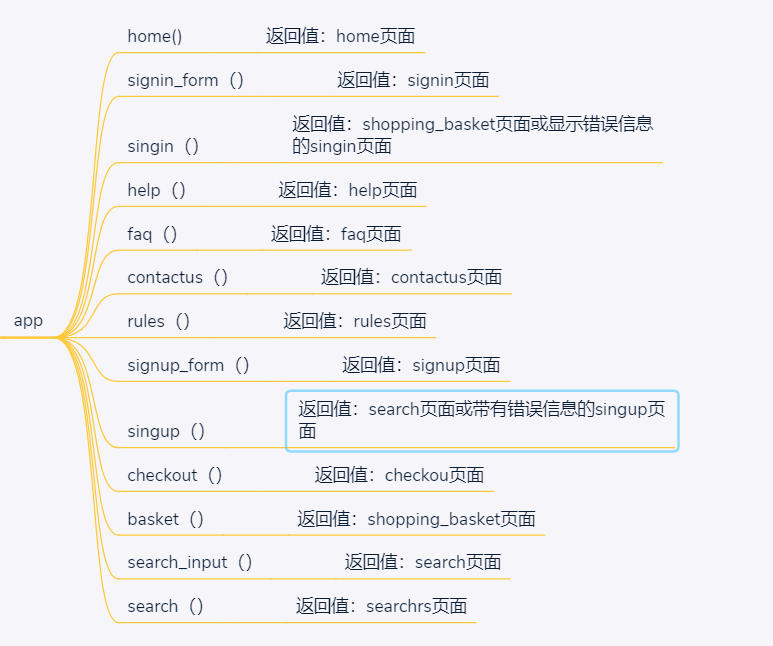 home() 返回值：home页面
signin_form（） 返回值：signin页面
返回值：shopping_basket页面或显示错误信息
singin（） 的singin页面
help（） 返回值：help页面
faq（） 返回值：faq页面
contactus（） 返回值：contactus页面
app
rules（） 返回值：rules页面
signup_form（） 返回值：signup页面
返回值：search页面或带有错误信息的singup页
singup（） 面
checkout（） 返回值：checkou页面
basket（） 返回值：shopping_basket页面
search_input（） 返回值：search页面
search（） 返回值：searchrs页面